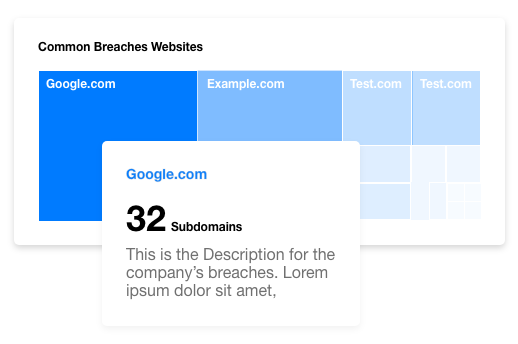 Common Breaches Websites
Google.com
Example.com
Test.com
Test.com
Google.com
32 Subdomains
This is the Description for the
company’s breaches. Lorem
ipsum dolor sit amet,